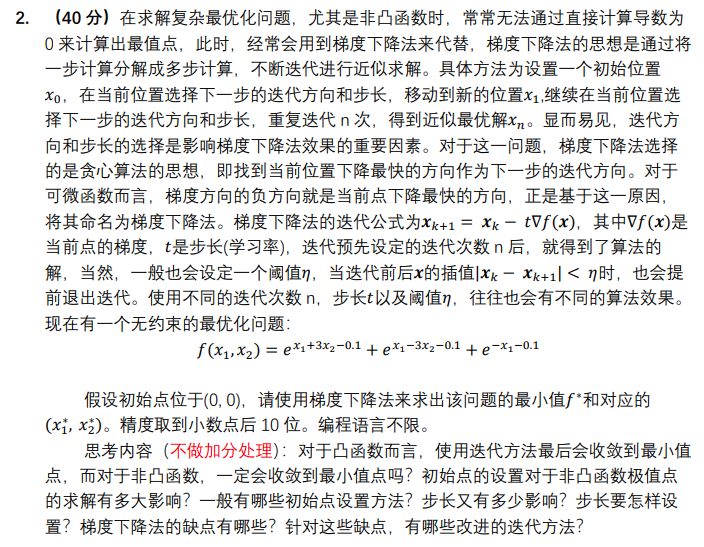 2. （40 分）在求解复杂最优化问题，尤其是非凸函数时，常常无法通过直接计算导数为
0 来计算出最值点，此时，经常会用到梯度下降法来代替，梯度下降法的思想是通过将
一步计算分解成多步计算，不断迭代进行近似求解。具体方法为设置一个初始位置
x₀，在当前位置选择下一步的迭代方向和步长，移动到新的位置x₁,继续在当前位置选
择下一步的迭代方向和步长，重复迭代 n 次，得到近似最优解xₙ。显而易见，迭代方
向和步长的选择是影响梯度下降法效果的重要因素。对于这一问题，梯度下降法选择
的是贪心算法的思想，即找到当前位置下降最快的方向作为下一步的迭代方向。对于
可微函数而言，梯度方向的负方向就是当前点下降最快的方向，正是基于这一原因，
将其命名为梯度下降法。梯度下降法的迭代公式为xₖ₊₁ = xₖ − t∇f(x)，其中∇f(x)是
当前点的梯度，t是步长(学习率)，迭代预先设定的迭代次数 n 后，就得到了算法的
解，当然，一般也会设定一个阈值η，当迭代前后x的插值|xₖ − xₖ₊₁| < η时，也会提
前退出迭代。使用不同的迭代次数 n，步长t以及阈值η，往往也会有不同的算法效果。
现在有一个无约束的最优化问题：
f(x₁, x₂) = e^{x₁+3x₂−0.1} + e^{x₁−3x₂−0.1} + e^{−x₁−0.1}
假设初始点位于(0, 0)，请使用梯度下降法来求出该问题的最小值f*和对应的
(x₁*, x₂*)。精度取到小数点后 10 位。编程语言不限。
思考内容（不做加分处理）：对于凸函数而言，使用迭代方法最后会收敛到最小值
点，而对于非凸函数，一定会收敛到最小值点吗？初始点的设置对于非凸函数极值点
的求解有多大影响？一般有哪些初始点设置方法？步长又有多少影响？步长要怎样设
置？梯度下降法的缺点有哪些？针对这些缺点，有哪些改进的迭代方法？